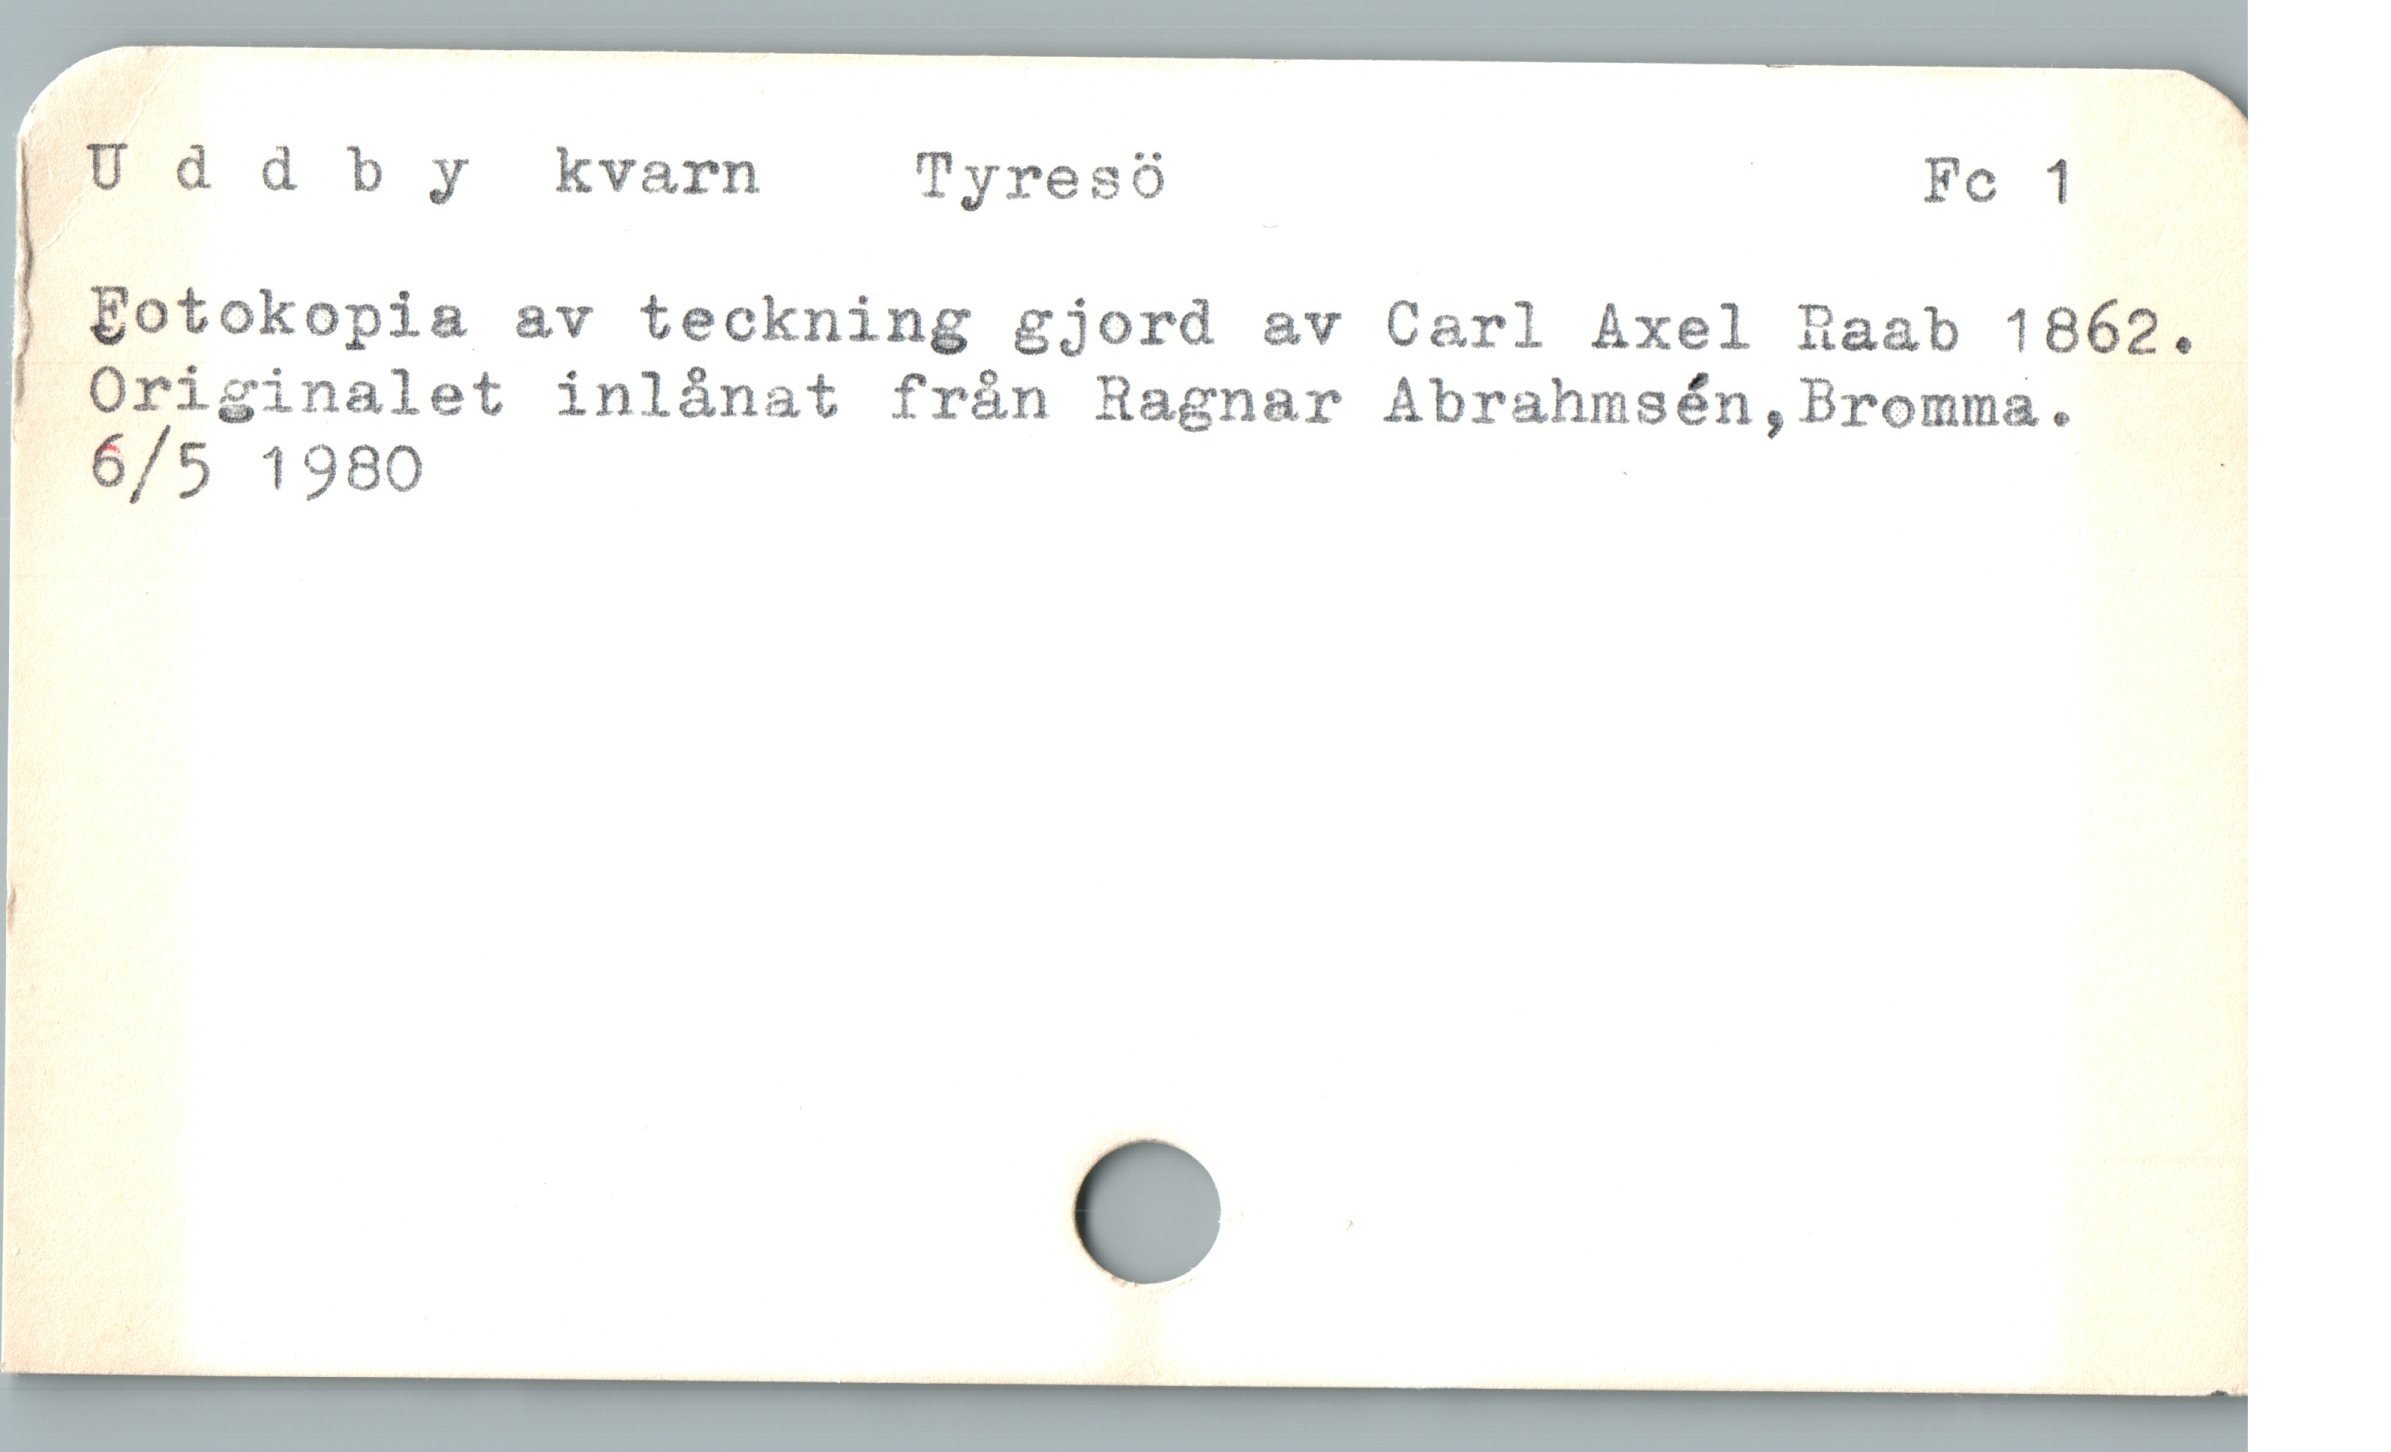 U d d b y kvarn Tyresö Fc 1
Fotokopia av teckning gjord av Carl Axel Raab 1862.
Originalet inlånat från Ragnar Abrahmsén,Bromma.
6/5 1980